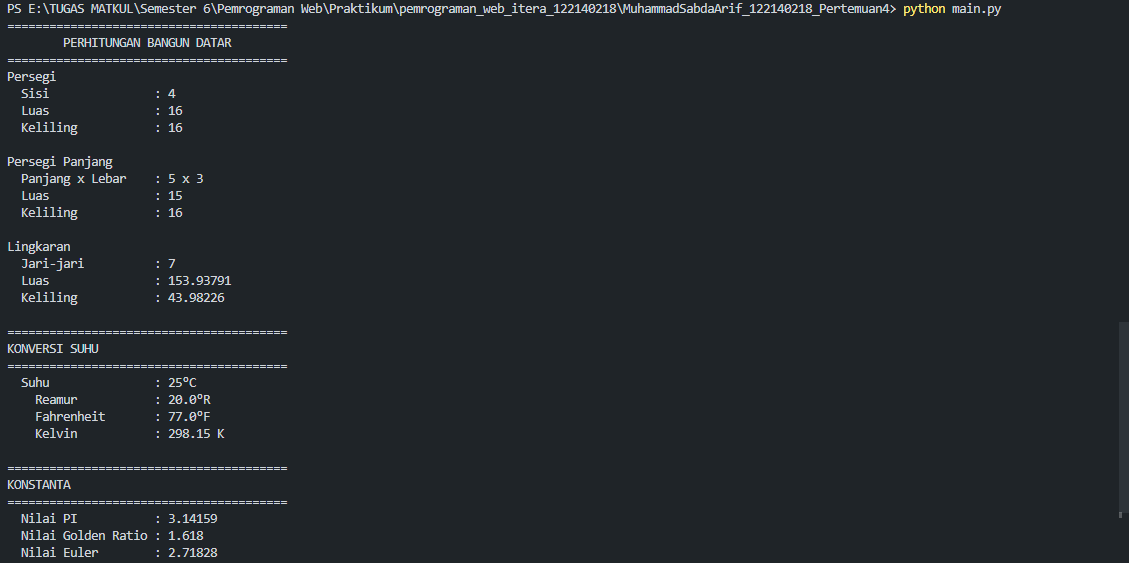 PS E:\TUGAS MATKUL\Semester 6\Pemrograman Web\Praktikum\pemrograman_web_itera_122140218\MuhammadSabdaArif_122140218_Pertemuan4> python main.py
========================================
        PERHITUNGAN BANGUN DATAR
========================================
Persegi
  Sisi               : 4
  Luas               : 16
  Keliling           : 16

Persegi Panjang
  Panjang x Lebar    : 5 x 3
  Luas               : 15
  Keliling           : 16

Lingkaran
  Jari-jari          : 7
  Luas               : 153.93791
  Keliling           : 43.98226

========================================
KONVERSI SUHU
========================================
  Suhu               : 25°C
    Reamur           : 20.0°R
    Fahrenheit       : 77.0°F
    Kelvin           : 298.15 K

========================================
KONSTANTA
========================================
  Nilai PI           : 3.14159
  Nilai Golden Ratio : 1.618
  Nilai Euler        : 2.71828